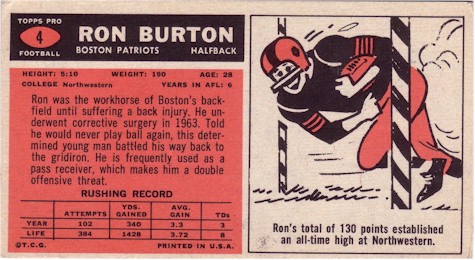 TOPPS PRO
4
FOOTBALL
RON BURTON
BOSTON PATRIOTS HALFBACK
HEIGHT: 5:10 WEIGHT: 190 AGE: 28
COLLEGE Northwestern YEARS IN AFL: 6
Ron was the workhorse of Boston's back-
field until suffering a back injury. He un-
derwent corrective surgery in 1963. Told
he would never play ball again, this deter-
mined young man battled his way back to
the gridiron. He is frequently used as a
pass receiver, which makes him a double
offensive threat.
RUSHING RECORD
ATTEMPTS YDS. GAINED AVG. GAIN TDs
YEAR 102 340 3.3 3
LIFE 384 1428 3.72 8
©T.C.G. PRINTED IN U.S.A.
Ron's total of 130 points established
an all-time high at Northwestern.